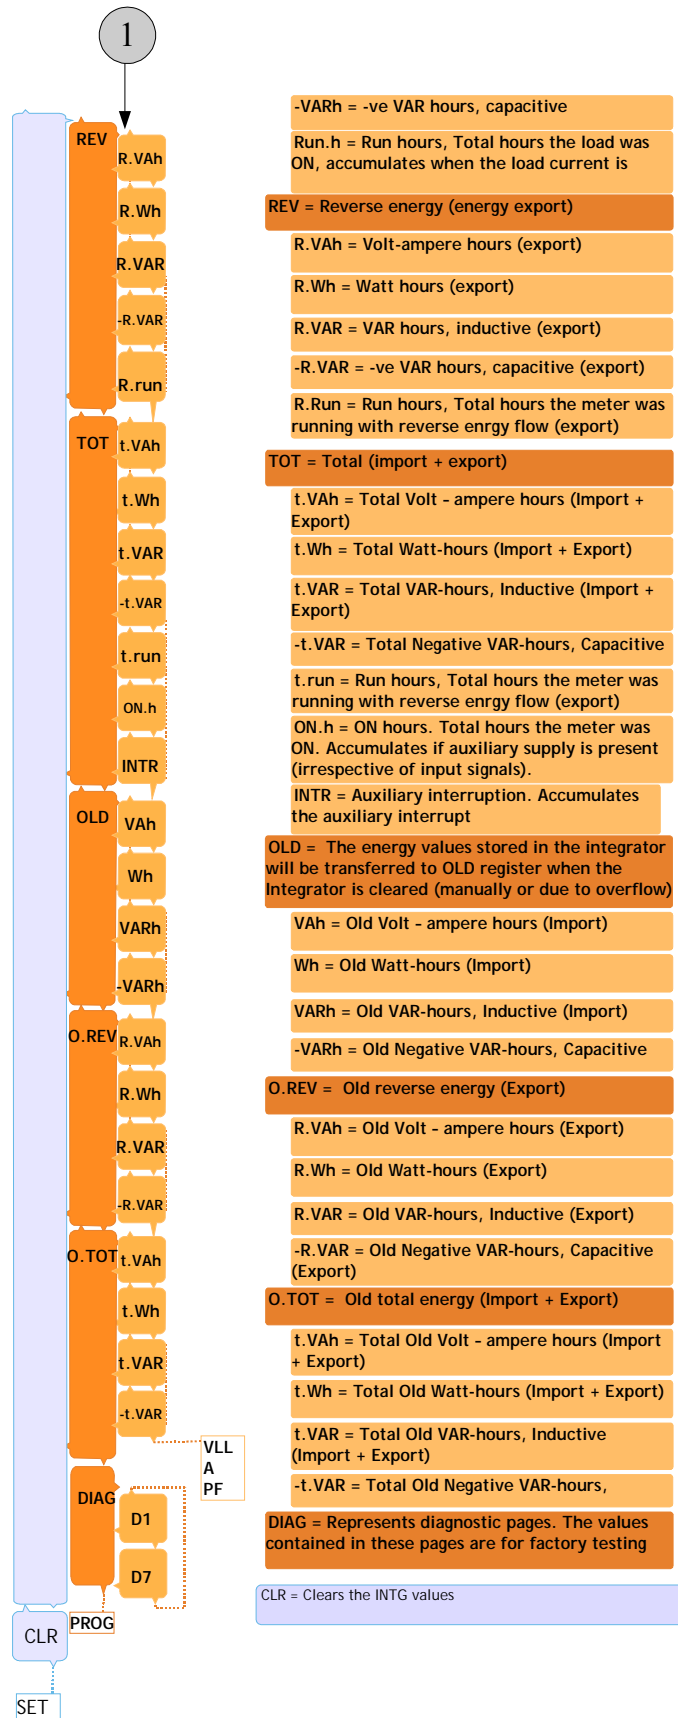 1
REV
R.VAh
R.Wh
R.VAR
-R.VAR
R.run
TOT
t.VAh
t.Wh
t.VAR
-t.VAR
t.run
ON.h
INTR
OLD
VAh
Wh
VARh
-VARh
O.REV
R.VAh
R.Wh
R.VAR
-R.VAR
O.TOT
t.VAh
t.Wh
t.VAR
-t.VAR
VLL
A
PF
DIAG
D1
D7
PROG
CLR
SET
-VARh = -ve VAR hours, capacitive
Run.h = Run hours, Total hours the load was
ON, accumulates when the load current is
REV = Reverse energy (energy export)
R.VAh = Volt-ampere hours (export)
R.Wh = Watt hours (export)
R.VAR = VAR hours, inductive (export)
-R.VAR = -ve VAR hours, capacitive (export)
R.Run = Run hours, Total hours the meter was
running with reverse enrgy flow (export)
TOT = Total (import + export)
t.VAh = Total Volt – ampere hours (Import +
Export)
t.Wh = Total Watt-hours (Import + Export)
t.VAR = Total VAR-hours, Inductive (Import +
Export)
-t.VAR = Total Negative VAR-hours, Capacitive
t.run = Run hours, Total hours the meter was
running with reverse enrgy flow (export)
ON.h = ON hours. Total hours the meter was
ON. Accumulates if auxiliary supply is present
(irrespective of input signals).
INTR = Auxiliary interruption. Accumulates
the auxiliary interrupt
OLD =  The energy values stored in the integrator
will be transferred to OLD register when the
Integrator is cleared (manually or due to overflow)
VAh = Old Volt – ampere hours (Import)
Wh = Old Watt-hours (Import)
VARh = Old VAR-hours, Inductive (Import)
-VARh = Old Negative VAR-hours, Capacitive
O.REV =  Old reverse energy (Export)
R.VAh = Old Volt – ampere hours (Export)
R.Wh = Old Watt-hours (Export)
R.VAR = Old VAR-hours, Inductive (Export)
-R.VAR = Old Negative VAR-hours, Capacitive
(Export)
O.TOT =  Old total energy (Import + Export)
t.VAh = Total Old Volt – ampere hours (Import
+ Export)
t.Wh = Total Old Watt-hours (Import + Export)
t.VAR = Total Old VAR-hours, Inductive
(Import + Export)
-t.VAR = Total Old Negative VAR-hours,
DIAG = Represents diagnostic pages. The values
contained in these pages are for factory testing
CLR = Clears the INTG values